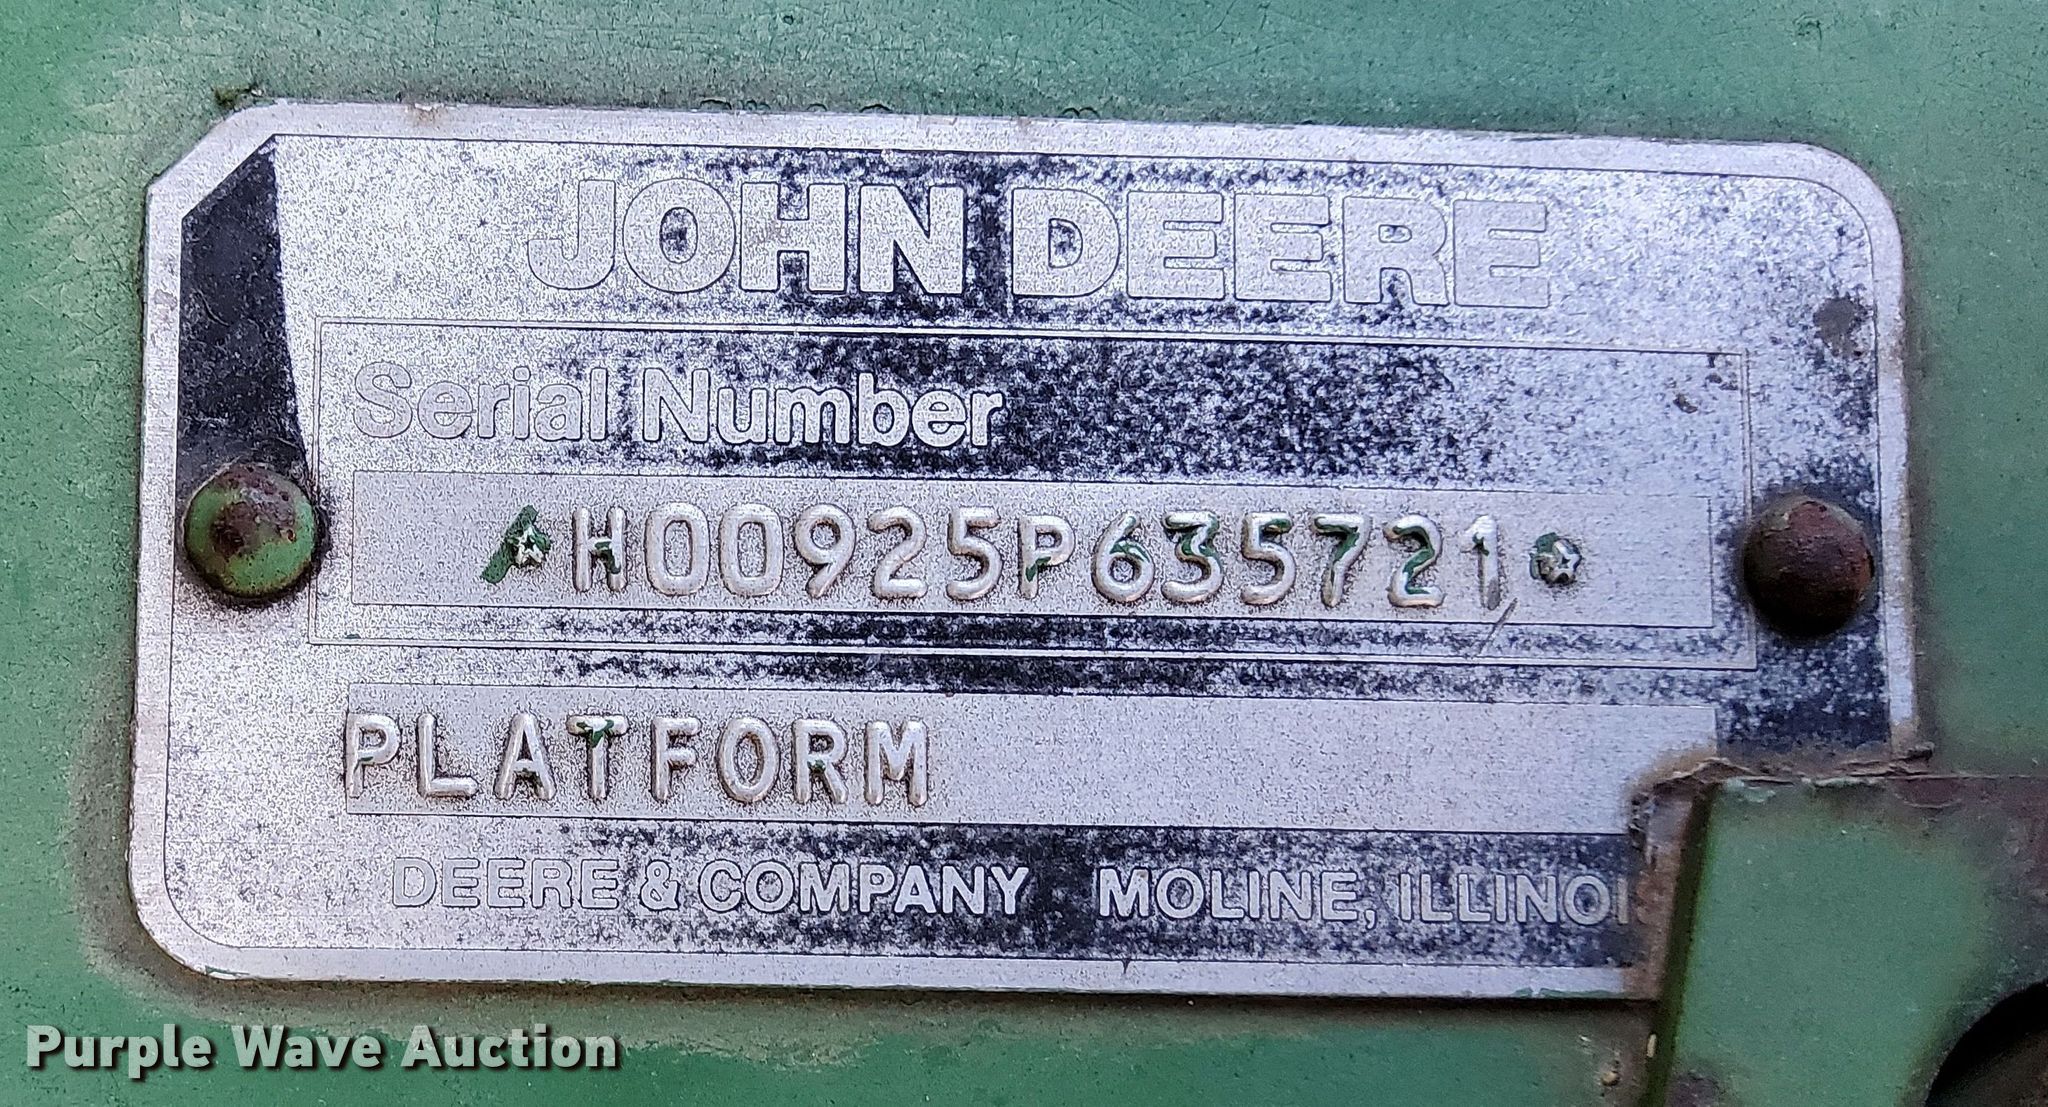 JOHN DEERE
Serial Number
☆H00925P635721☆
PLATFORM
DEERE & COMPANY MOLINE, ILLINOI
Purple Wave Auction